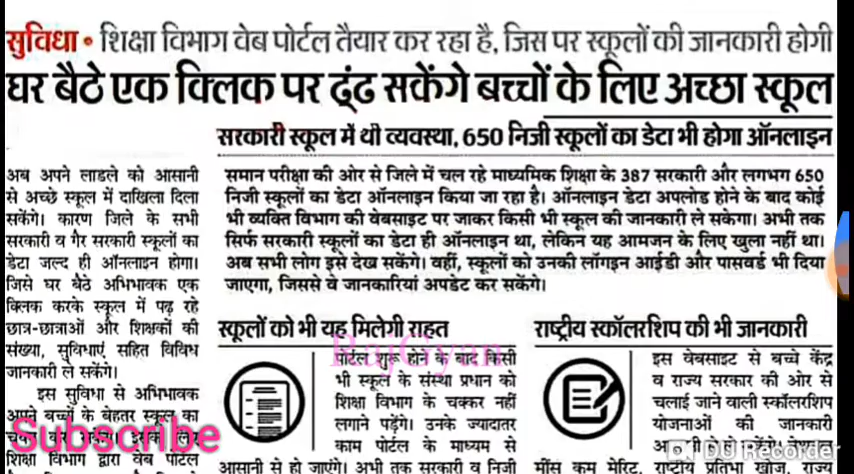 सुविधा • शिक्षा विभाग वेब पोर्टल तैयार कर रहा है, जिस पर स्कूलों की जानकारी होगी
घर बैठे एक क्लिक पर ढूंढ सकेंगे बच्चों के लिए अच्छा स्कूल
सरकारी स्कूल में थी व्यवस्था, 650 निजी स्कूलों का डेटा भी होगा ऑनलाइन
अब अपने लाडले को आसानी
से अच्छे स्कूल में दाखिला दिला
सकेंगे। कारण जिले के सभी
सरकारी व गैर सरकारी स्कूलों का
डेटा जल्द ही ऑनलाइन होगा।
जिसे घर बैठे अभिभावक एक
क्लिक करके स्कूल में पढ़ रहे
छात्र-छात्राओं और शिक्षकों की
संख्या, सुविधाएं सहित विविध
जानकारी ले सकेंगे।
इस सुविधा से अभिभावक
अपने बच्चों के बेहतर स्कूल का
शिक्षा विभाग द्वारा वेब पोर्टल
समान परीक्षा की ओर से जिले में चल रहे माध्यमिक शिक्षा के 387 सरकारी और लगभग 650
निजी स्कूलों का डेटा ऑनलाइन किया जा रहा है। ऑनलाइन डेटा अपलोड होने के बाद कोई
भी व्यक्ति विभाग की वेबसाइट पर जाकर किसी भी स्कूल की जानकारी ले सकेगा। अभी तक
सिर्फ सरकारी स्कूलों का डेटा ही ऑनलाइन था, लेकिन यह आमजन के लिए खुला नहीं था।
अब सभी लोग इसे देख सकेंगे। वहीं, स्कूलों को उनकी लॉगइन आईडी और पासवर्ड भी दिया
जाएगा, जिससे वे जानकारियां अपडेट कर सकेंगे।
स्कूलों को भी यह मिलेगी राहत
पोर्टल शुरू होने के बाद किसी
भी स्कूल के संस्था प्रधान को
शिक्षा विभाग के चक्कर नहीं
लगाने पड़ेंगे। उनके ज्यादातर
काम पोर्टल के माध्यम से
आसानी से हो जाएंगे। अभी तक सरकारी व निजी
राष्ट्रीय स्कॉलरशिप की भी जानकारी
इस वेबसाइट से बच्चे केंद्र
व राज्य सरकार की ओर से
चलाई जाने वाली स्कॉलरशिप
योजनाओं की जानकारी
मींस कम मेरिट, राष्ट्रीय प्रतिभा खोज, राज्य
RajGyan
Subscribe
DU Recorder